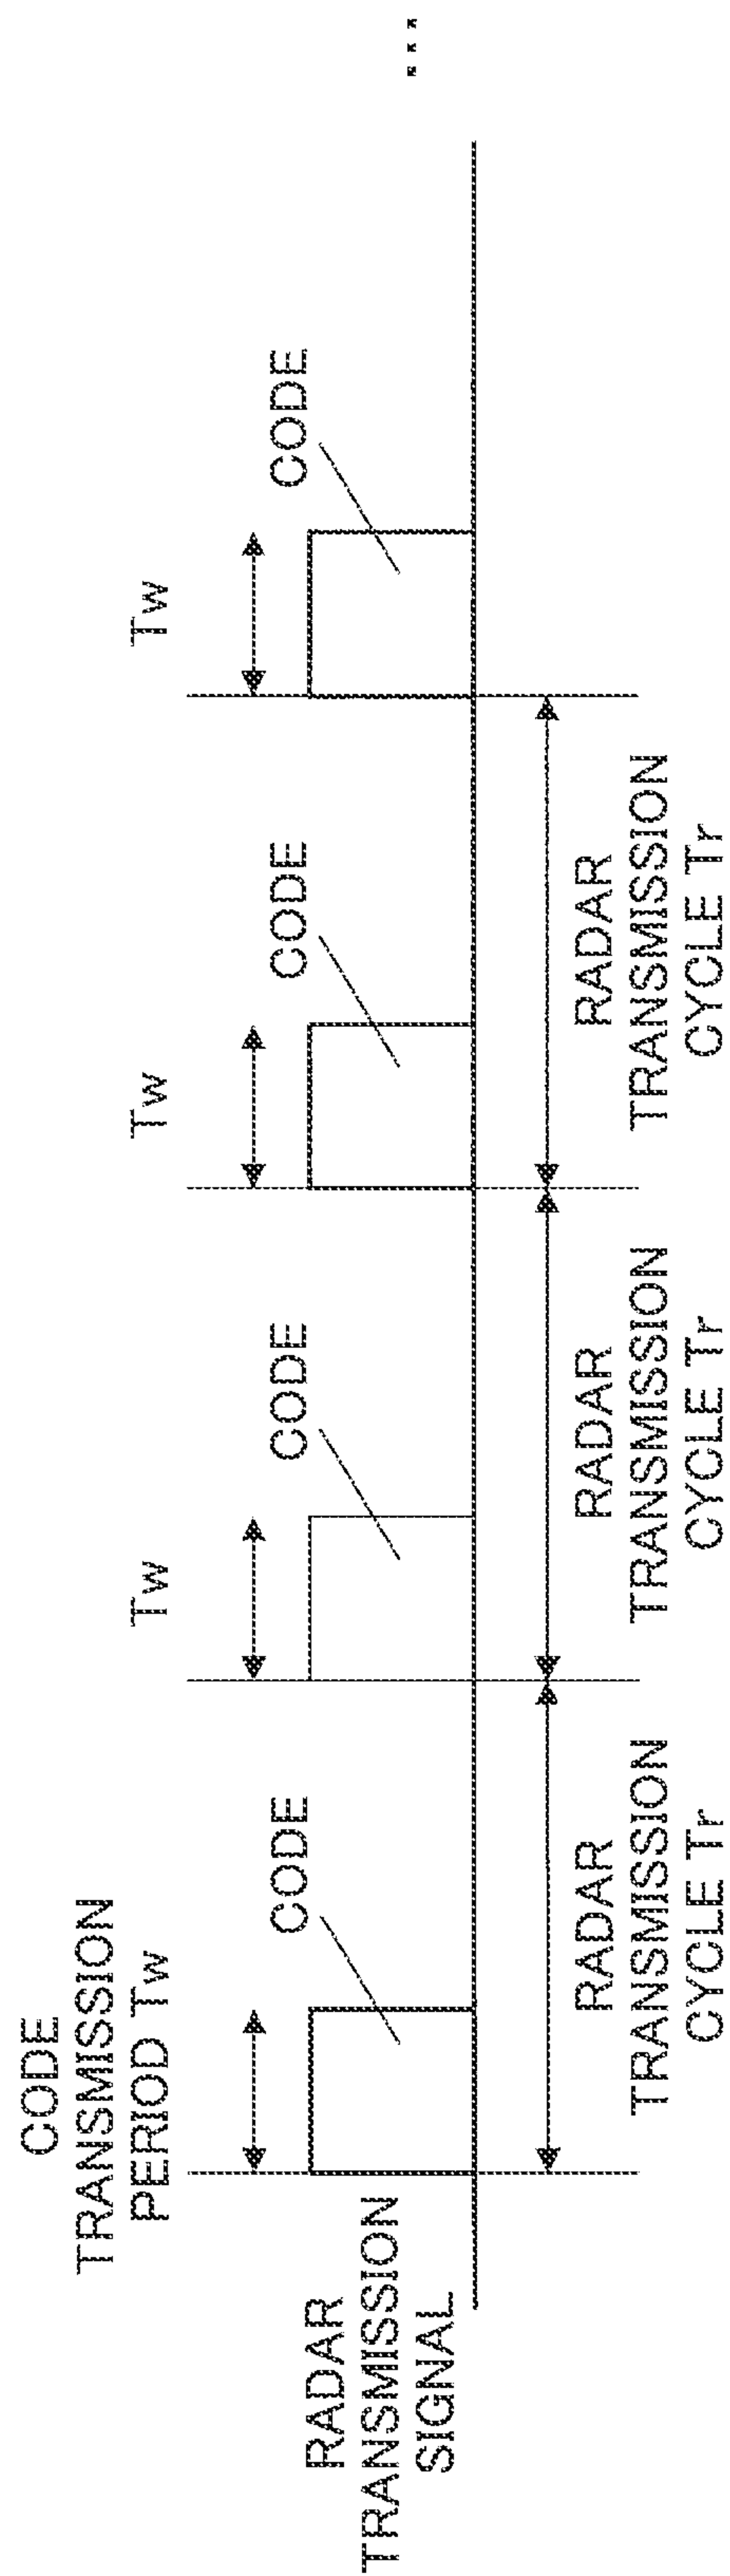 CODE
TRANSMISSION
PERIOD Tw
Tw
Tw
Tw
CODE
CODE
CODE
CODE
RADAR
TRANSMISSION
SIGNAL
...
RADAR
TRANSMISSION
CYCLE Tr
RADAR
TRANSMISSION
CYCLE Tr
RADAR
TRANSMISSION
CYCLE Tr